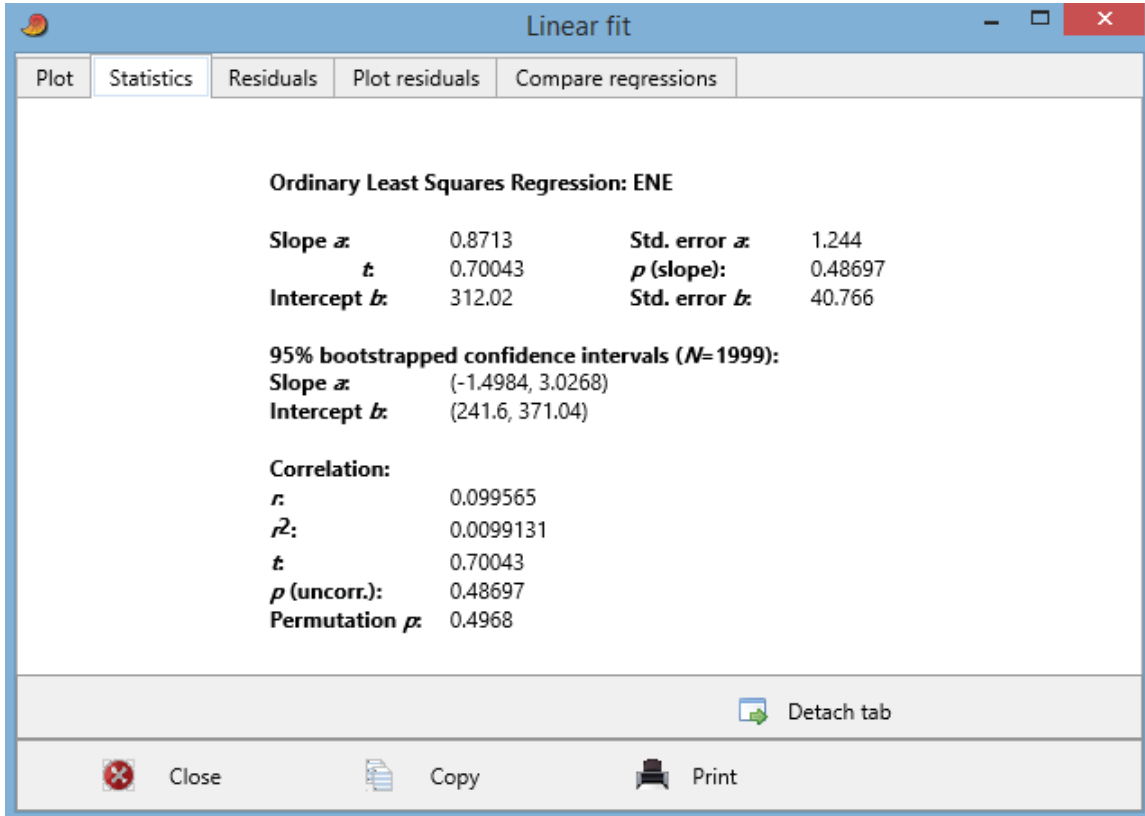 Linear fit
Plot Statistics Residuals Plot residuals Compare regressions
Ordinary Least Squares Regression: ENE
Slope a: 0.8713 Std. error a: 1.244
t: 0.70043 p (slope): 0.48697
Intercept b: 312.02 Std. error b: 40.766
95% bootstrapped confidence intervals (N=1999):
Slope a: (-1.4984, 3.0268)
Intercept b: (241.6, 371.04)
Correlation:
r: 0.099565
r²: 0.0099131
t: 0.70043
p (uncorr.): 0.48697
Permutation p: 0.4968
Detach tab
Close Copy Print